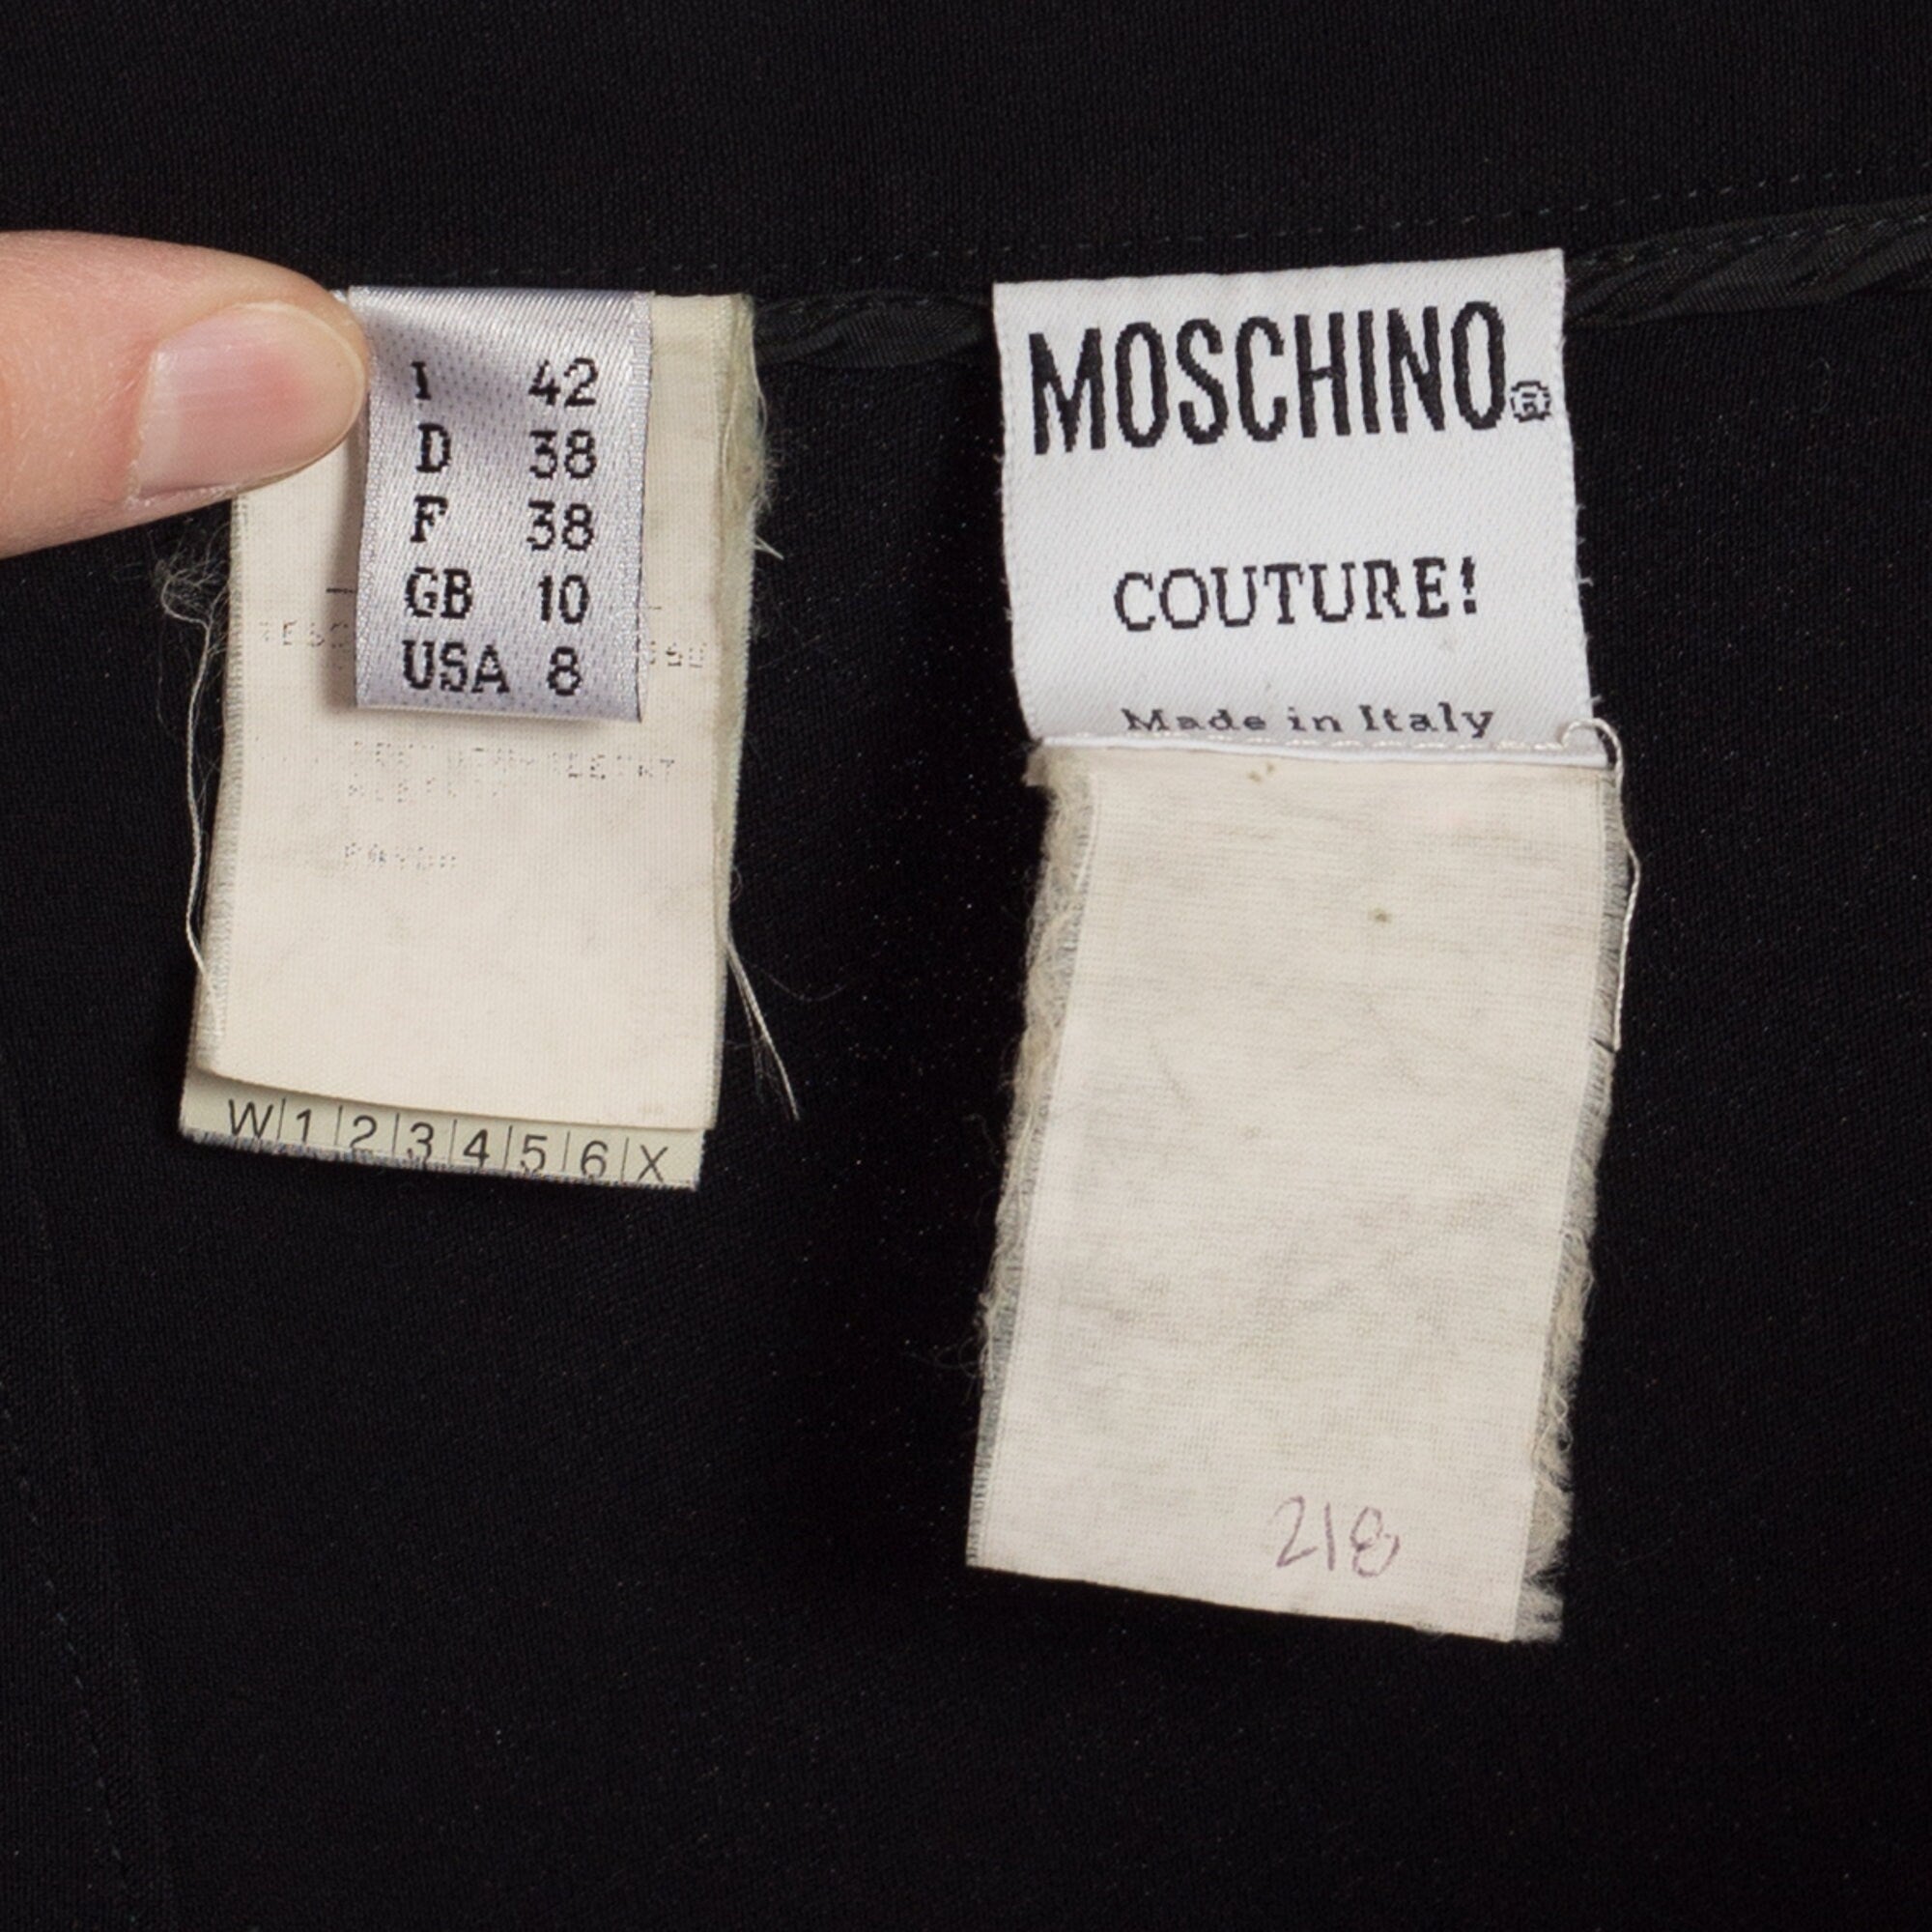 I 42
D 38
F 38
GB 10
USA 8
W|1|2|3|4|5|6|X
MOSCHINO®
COUTURE!
Made in Italy
218